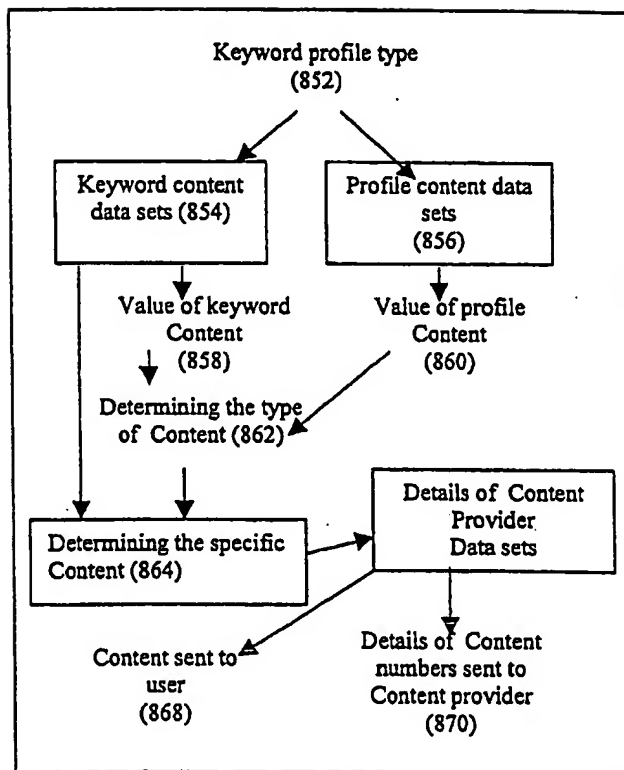 Keyword profile type
(852)
Keyword content
data sets (854)
Profile content data
sets
(856)
Value of keyword
Content
(858)
Value of profile
Content
(860)
Determining the type
of Content (862)
Details of Content
Provider
Data sets
Determining the specific
Content (864)
Content sent to
user
(868)
Details of Content
numbers sent to
Content provider
(870)